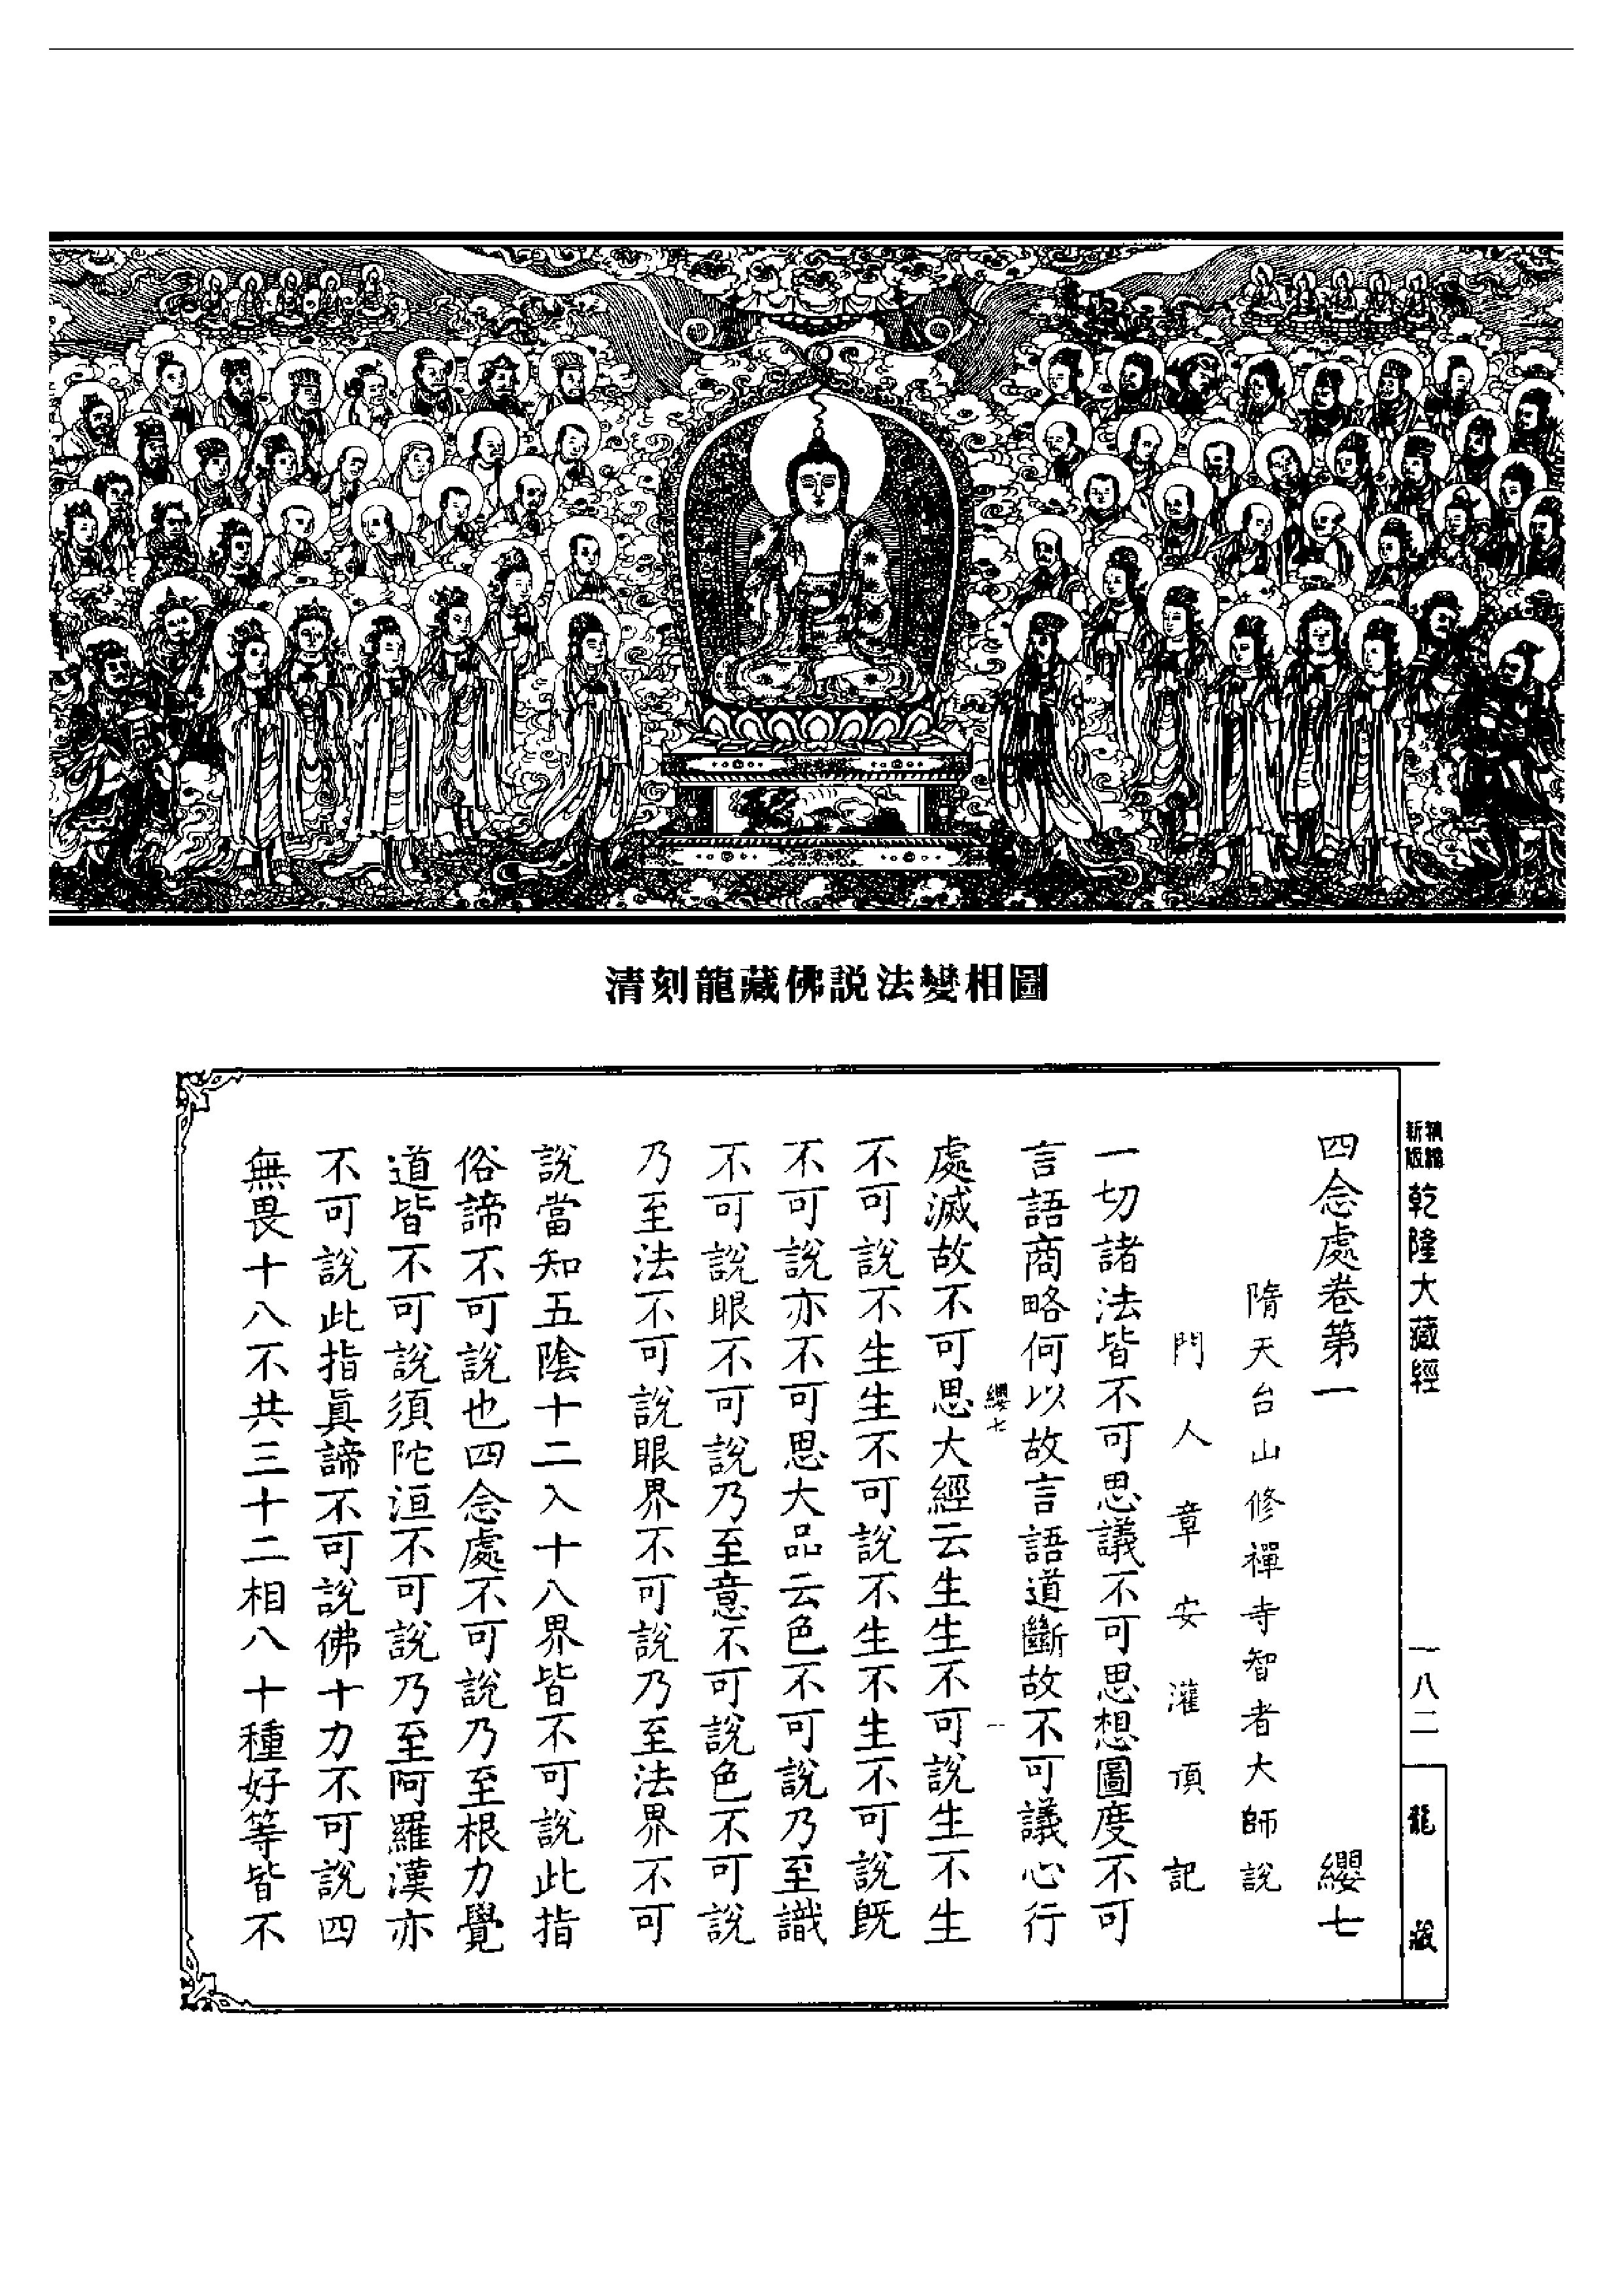 清刻龍藏佛説法變相圖
新版
精縮
乾隆大藏經
一八二
龍藏
四念處卷第一 纓七
隋天台山修禪寺智者大師說
門人章安灌頂記
一切諸法皆不可思議不可思想圖度不可
言語商略何以故言語道斷故不可議心行
纓七 一
處滅故不可思大經云生生不可說生不生
不可說不生生不可說不生不生不可說既
不可說亦不可思大品云色不可說乃至識
不可說眼不可說乃至意不可說色不可說
乃至法不可說眼界不可說乃至法界不可
說當知五陰十二入十八界皆不可說此指
俗諦不可說也四念處不可說乃至根力覺
道皆不可說須陀洹不可說乃至阿羅漢亦
不可說此指眞諦不可說佛十力不可說四
無畏十八不共三十二相八十種好等皆不